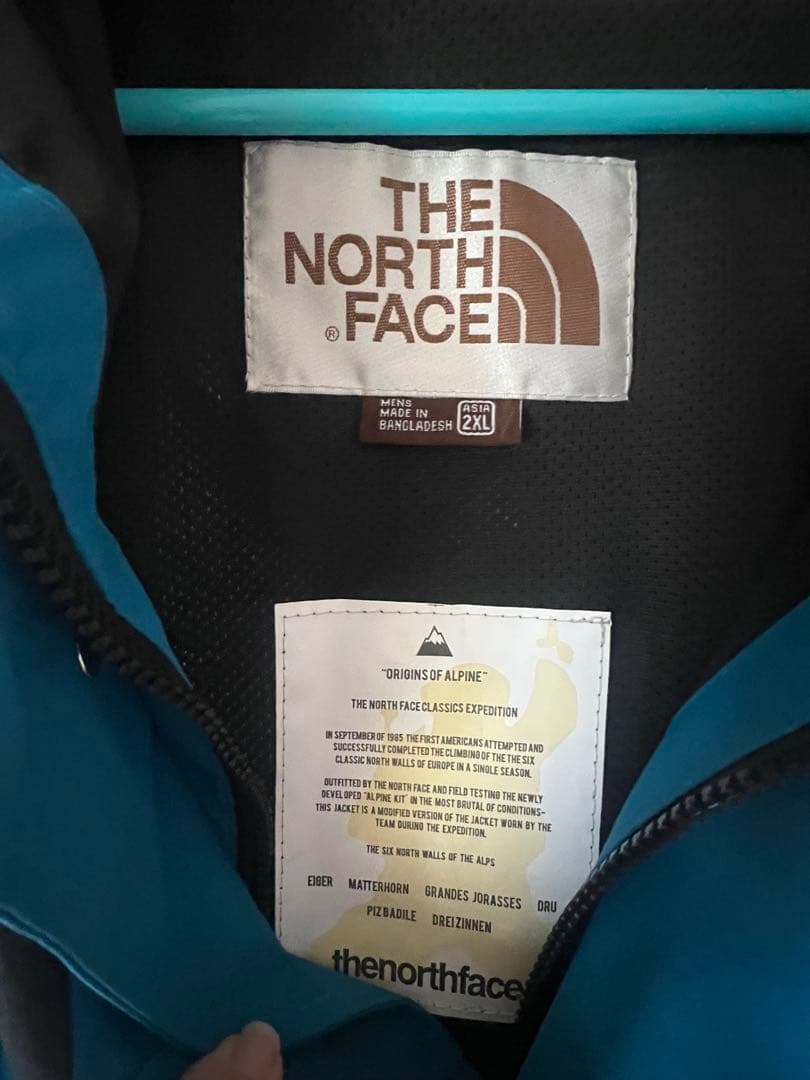 THE
NORTH
FACE
®
MENS
MADE IN
BANGLADESH
ASIA
2XL
"ORIGINS OF ALPINE"
THE NORTH FACE CLASSICS EXPEDITION
IN SEPTEMBER OF 1985 THE FIRST AMERICANS ATTEMPTED AND
SUCCESSFULLY COMPLETED THE CLIMBING OF THE THE SIX
CLASSIC NORTH WALLS OF EUROPE IN A SINGLE SEASON.
OUTFITTED BY THE NORTH FACE AND FIELD TESTING THE NEWLY
DEVELOPED "ALPINE KIT' IN THE MOST BRUTAL OF CONDITIONS-
THIS JACKET IS A MODIFIED VERSION OF THE JACKET WORN BY THE
TEAM DURING THE EXPEDITION.
THE SIX NORTH WALLS OF THE ALPS
EIGER MATTERHORN GRANDES JORASSES DRU
PIZ BADILE DREIZINNEN
thenorthface